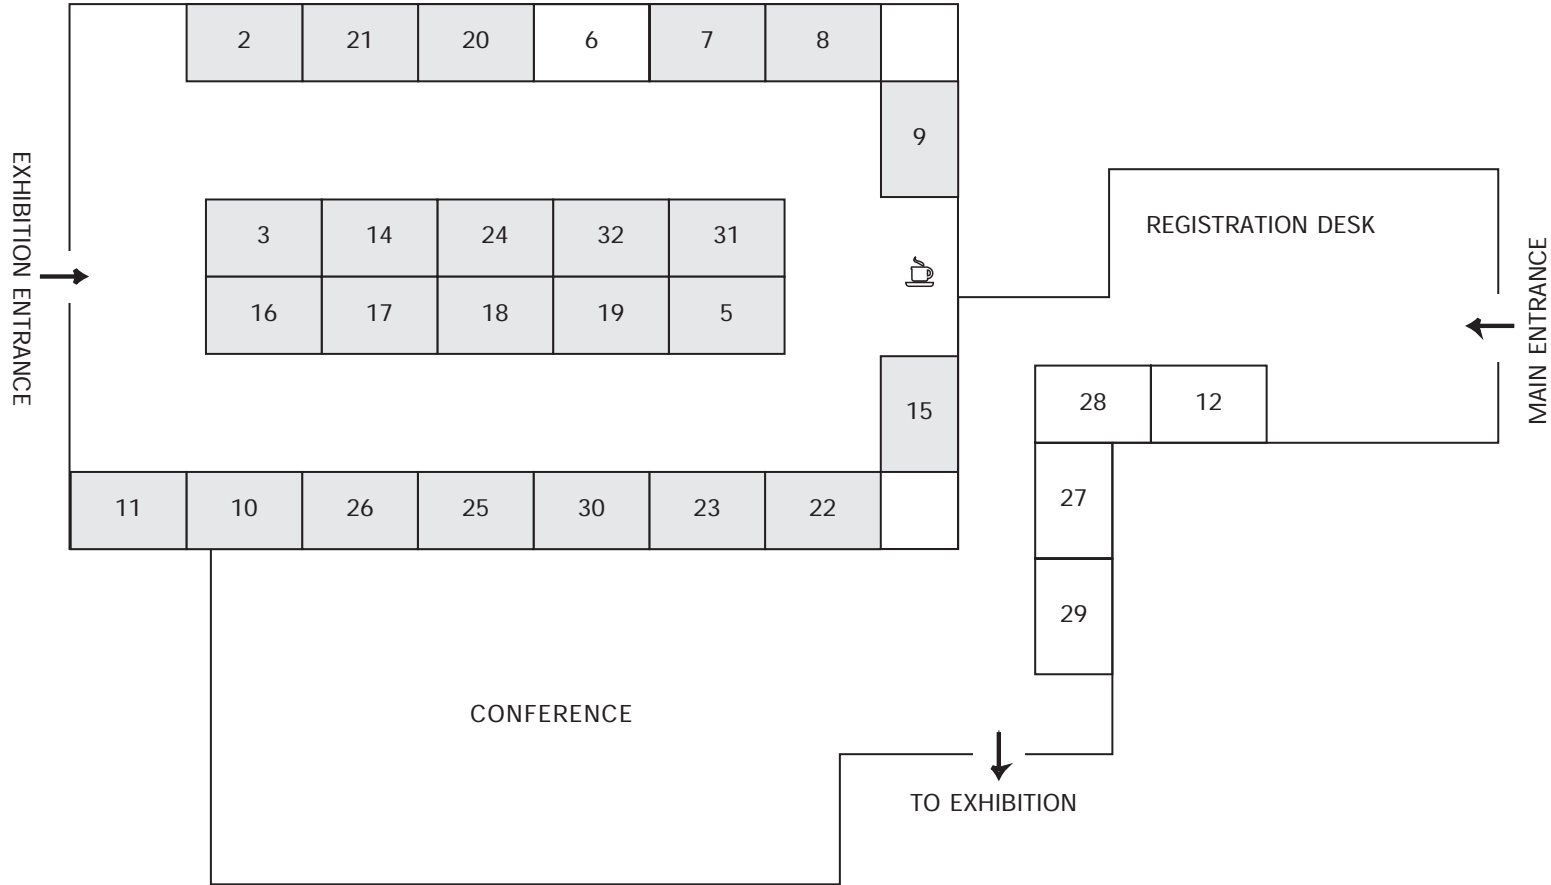 2 21 20 6 7 8
9
EXHIBITION ENTRANCE
3 14 24 32 31
REGISTRATION DESK
16 17 18 19 5
MAIN ENTRANCE
28 12
15
27
11 10 26 25 30 23 22
29
CONFERENCE
TO EXHIBITION